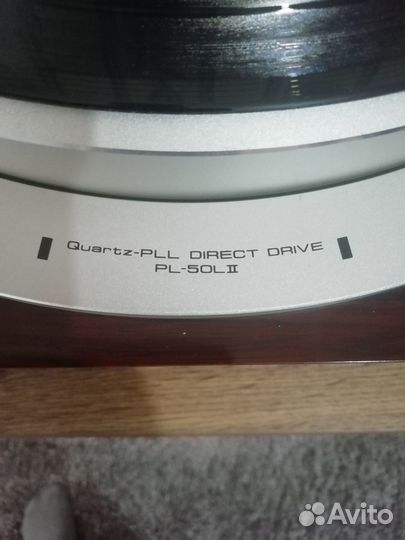 Quartz-PLL DIRECT DRIVE
PL-50LII
Avito